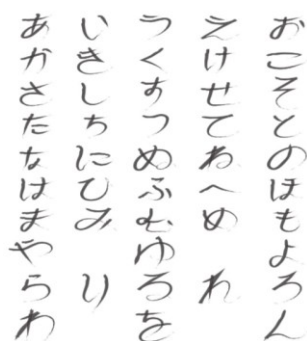 あ い う え お
か き く け こ
さ し す せ そ
た ち つ て と
な に ぬ ね の
は ひ ふ へ ほ
ま み む め も
や ゆ よ
ら り る れ ろ
わ を ん